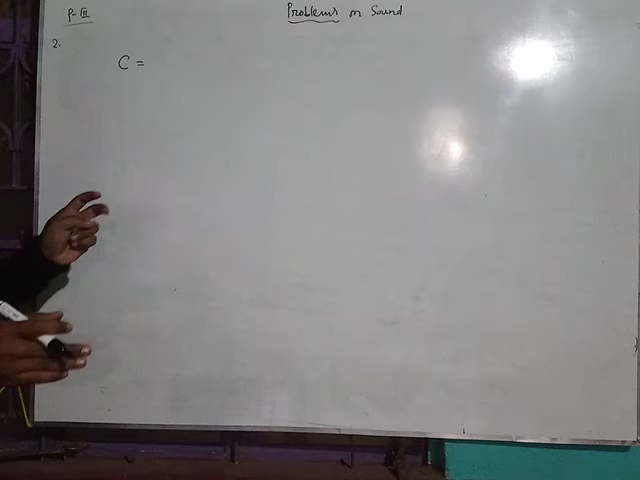 P-III
Problems on Sound
2.
C =